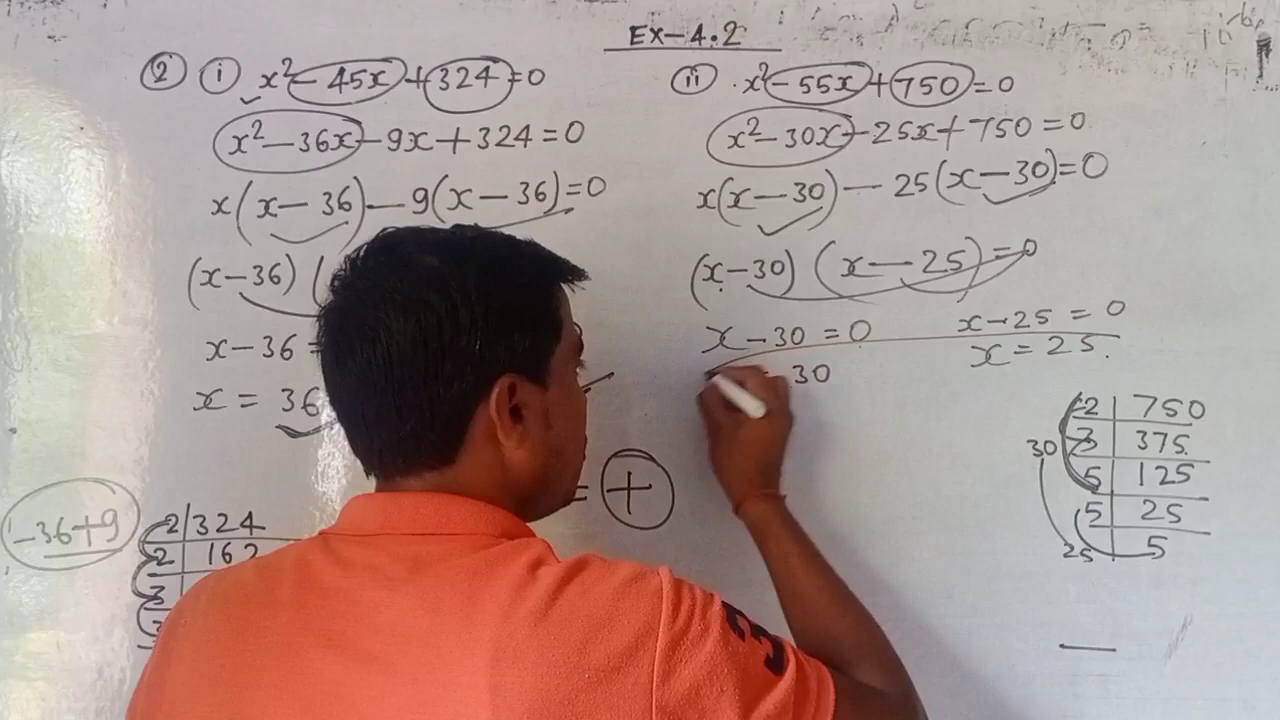 Ex-4.2
② ⓘ x² - 45x + 324 = 0
x² - 36x - 9x + 324 = 0
x(x - 36) - 9(x - 36) = 0
(x - 36) (
x - 36 =
x = 36
= +
-36+9
2 | 324
2 | 162
3
3
ⓘⓘ x² - 55x + 750 = 0
x² - 30x - 25x + 750 = 0
x(x - 30) - 25(x - 30) = 0
(x - 30) (x - 25) = 0
x - 30 = 0 x - 25 = 0
= 30 x = 25.
2 | 750
30 3 | 375
5 | 125
5 | 25
25 5
3